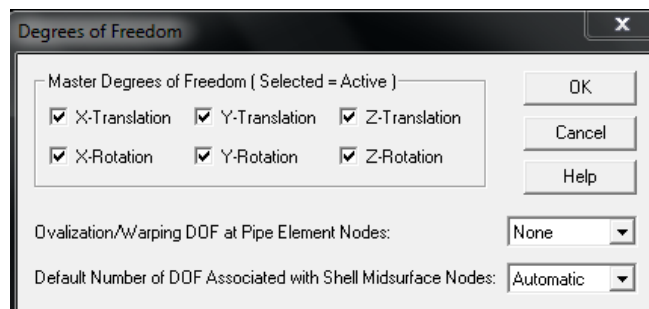 Degrees of Freedom
x
Master Degrees of Freedom ( Selected = Active )
X-Translation Y-Translation Z-Translation
X-Rotation Y-Rotation Z-Rotation
OK
Cancel
Help
Ovalization/Warping DOF at Pipe Element Nodes: None
Default Number of DOF Associated with Shell Midsurface Nodes: Automatic